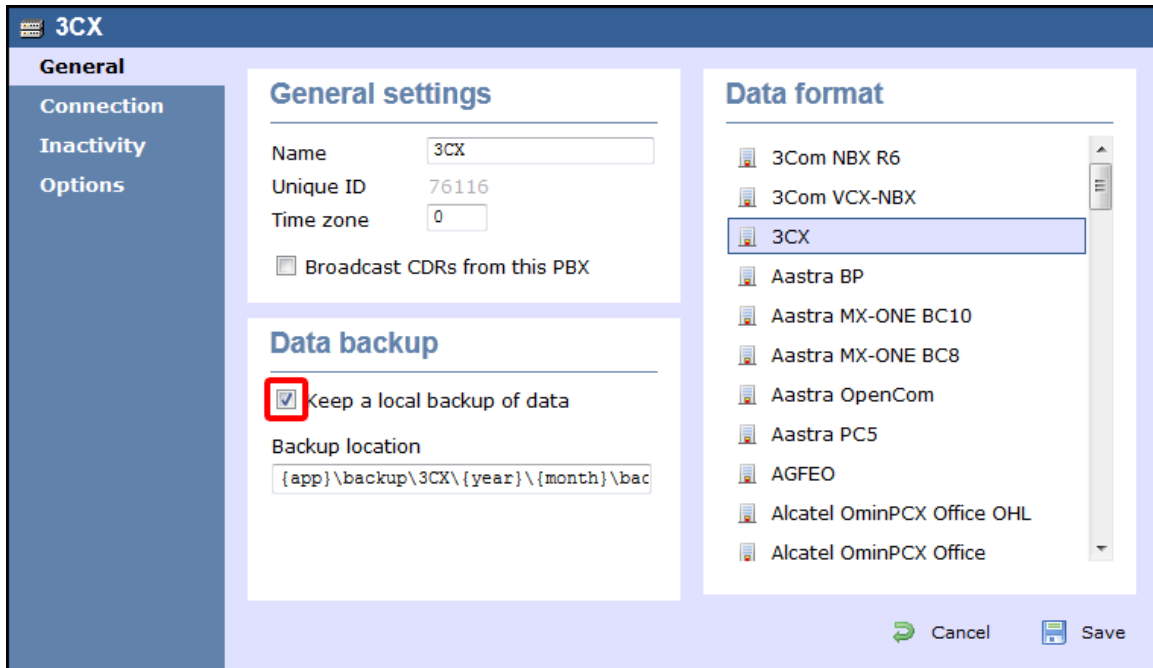 3CX
General
Connection
Inactivity
Options
General settings
Name 3CX
Unique ID 76116
Time zone 0
Broadcast CDRs from this PBX
Data backup
Keep a local backup of data
Backup location
{app}\backup\3CX\{year}\{month}\bac
Data format
3Com NBX R6
3Com VCX-NBX
3CX
Aastra BP
Aastra MX-ONE BC10
Aastra MX-ONE BC8
Aastra OpenCom
Aastra PC5
AGFEO
Alcatel OminPCX Office OHL
Alcatel OminPCX Office
Cancel Save